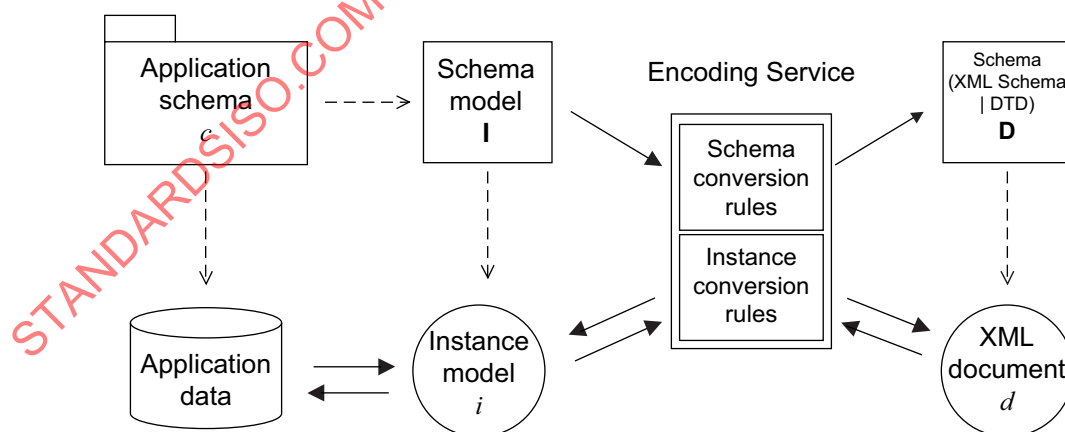 Application
schema
c
Schema
model
I
Encoding Service
Schema
(XML Schema
| DTD)
D
Schema
conversion
rules
Instance
conversion
rules
Application
data
Instance
model
i
XML
document
d
STANDARDSISO.COM